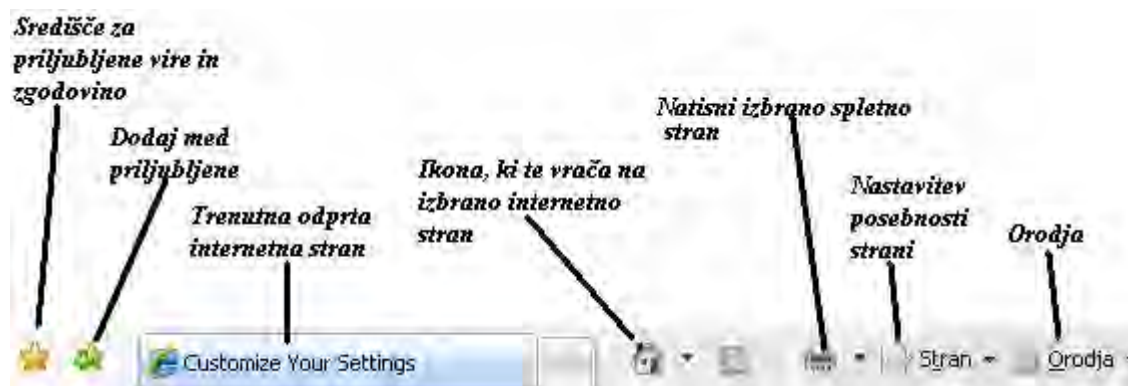 Središče za
priljubljene vire in
zgodovino
Dodaj med
priljubljene
Trenutna odprta
internetna stran
Ikona, ki te vrača na
izbrano internetno
stran
Natisni izbrano spletno
stran
Nastavitev
posebnosti
strani
Orodja
Customize Your Settings
Stran
Orodja